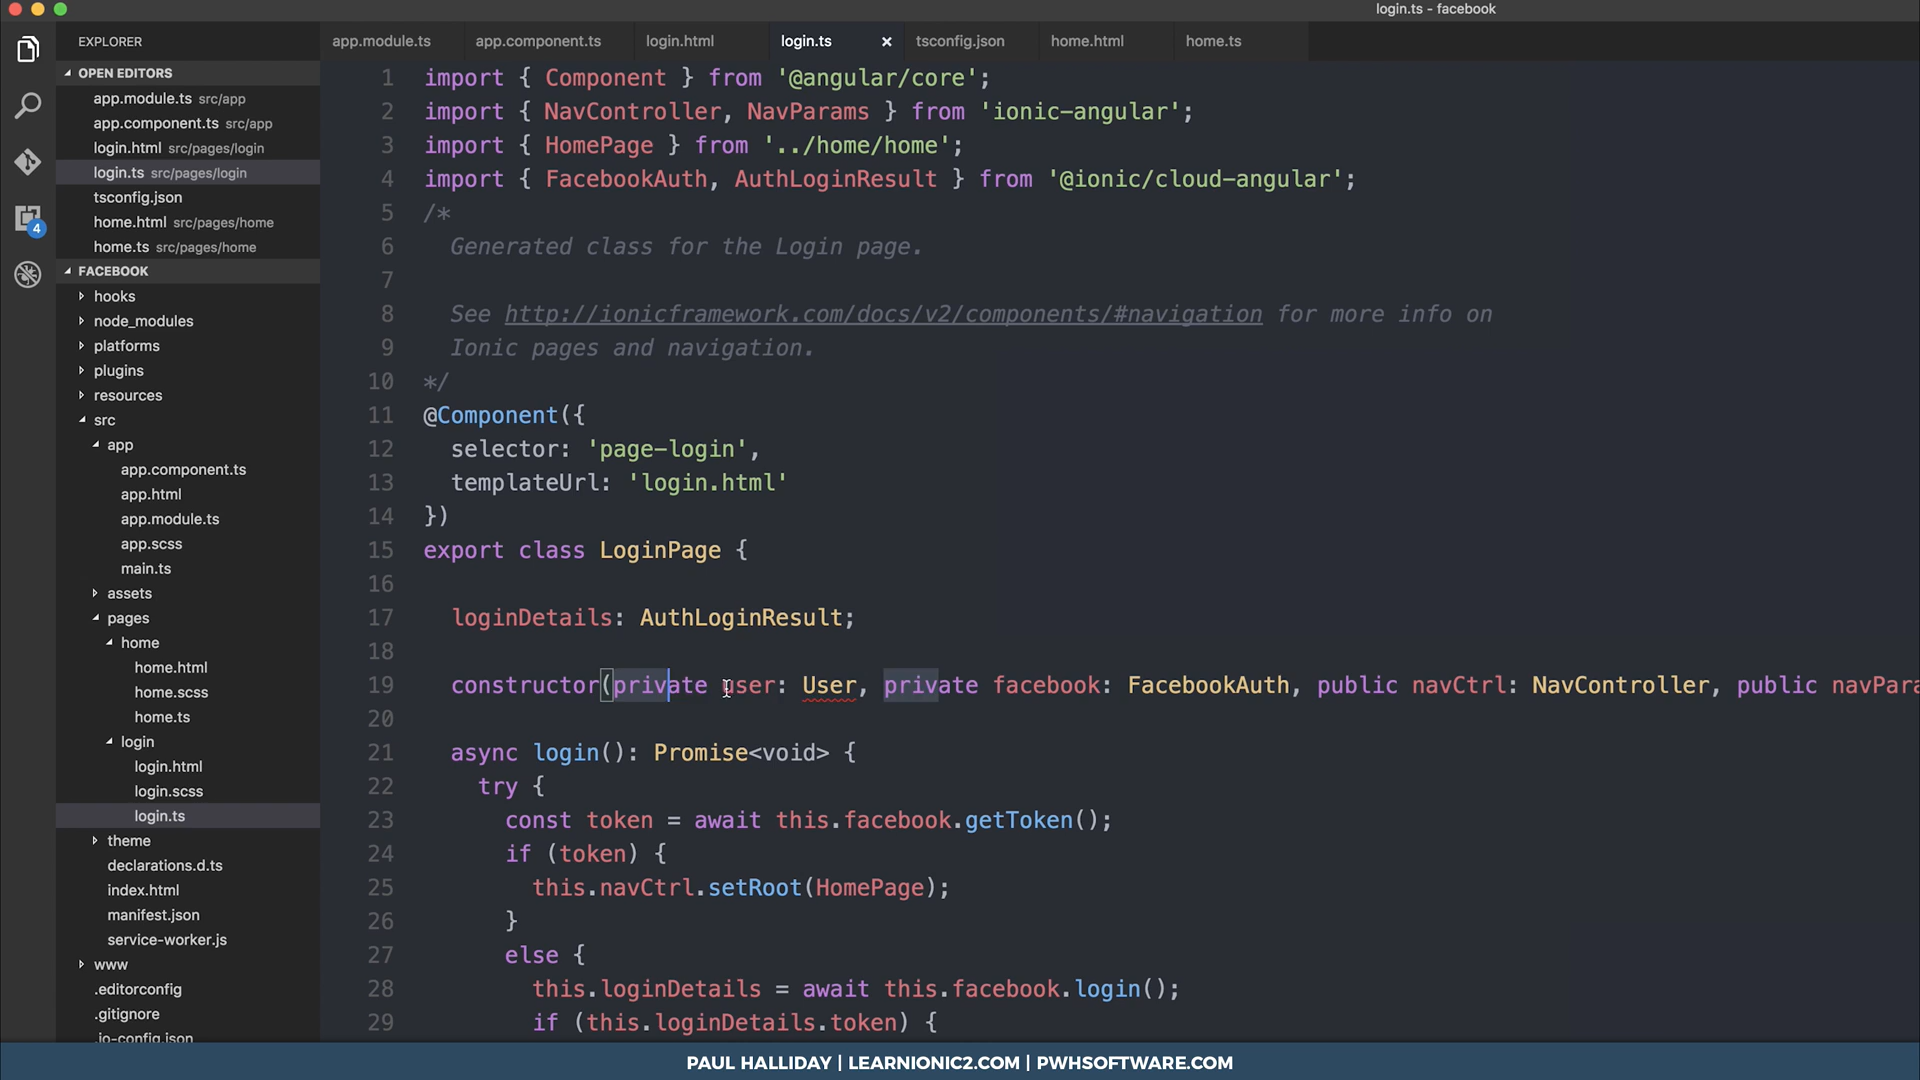 login.ts - facebook
EXPLORER
OPEN EDITORS
app.module.ts src/app
app.component.ts src/app
login.html src/pages/login
login.ts src/pages/login
tsconfig.json
home.html src/pages/home
home.ts src/pages/home
FACEBOOK
hooks
node_modules
platforms
plugins
resources
src
app
app.component.ts
app.html
app.module.ts
app.scss
main.ts
assets
pages
home
home.html
home.scss
home.ts
login
login.html
login.scss
login.ts
theme
declarations.d.ts
index.html
manifest.json
service-worker.js
www
.editorconfig
.gitignore
.io-config.json
4
app.module.ts app.component.ts login.html login.ts × tsconfig.json home.html home.ts
1 import { Component } from '@angular/core';
2 import { NavController, NavParams } from 'ionic-angular';
3 import { HomePage } from '../home/home';
4 import { FacebookAuth, AuthLoginResult } from '@ionic/cloud-angular';
5 /*
6 Generated class for the Login page.
7
8 See http://ionicframework.com/docs/v2/components/#navigation for more info on
9 Ionic pages and navigation.
10 */
11 @Component({
12 selector: 'page-login',
13 templateUrl: 'login.html'
14 })
15 export class LoginPage {
16
17 loginDetails: AuthLoginResult;
18
19 constructor(private user: User, private facebook: FacebookAuth, public navCtrl: NavController, public navPara
20
21 async login(): Promise<void> {
22 try {
23 const token = await this.facebook.getToken();
24 if (token) {
25 this.navCtrl.setRoot(HomePage);
26 }
27 else {
28 this.loginDetails = await this.facebook.login();
29 if (this.loginDetails.token) {
PAUL HALLIDAY | LEARNIONIC2.COM | PWHSOFTWARE.COM